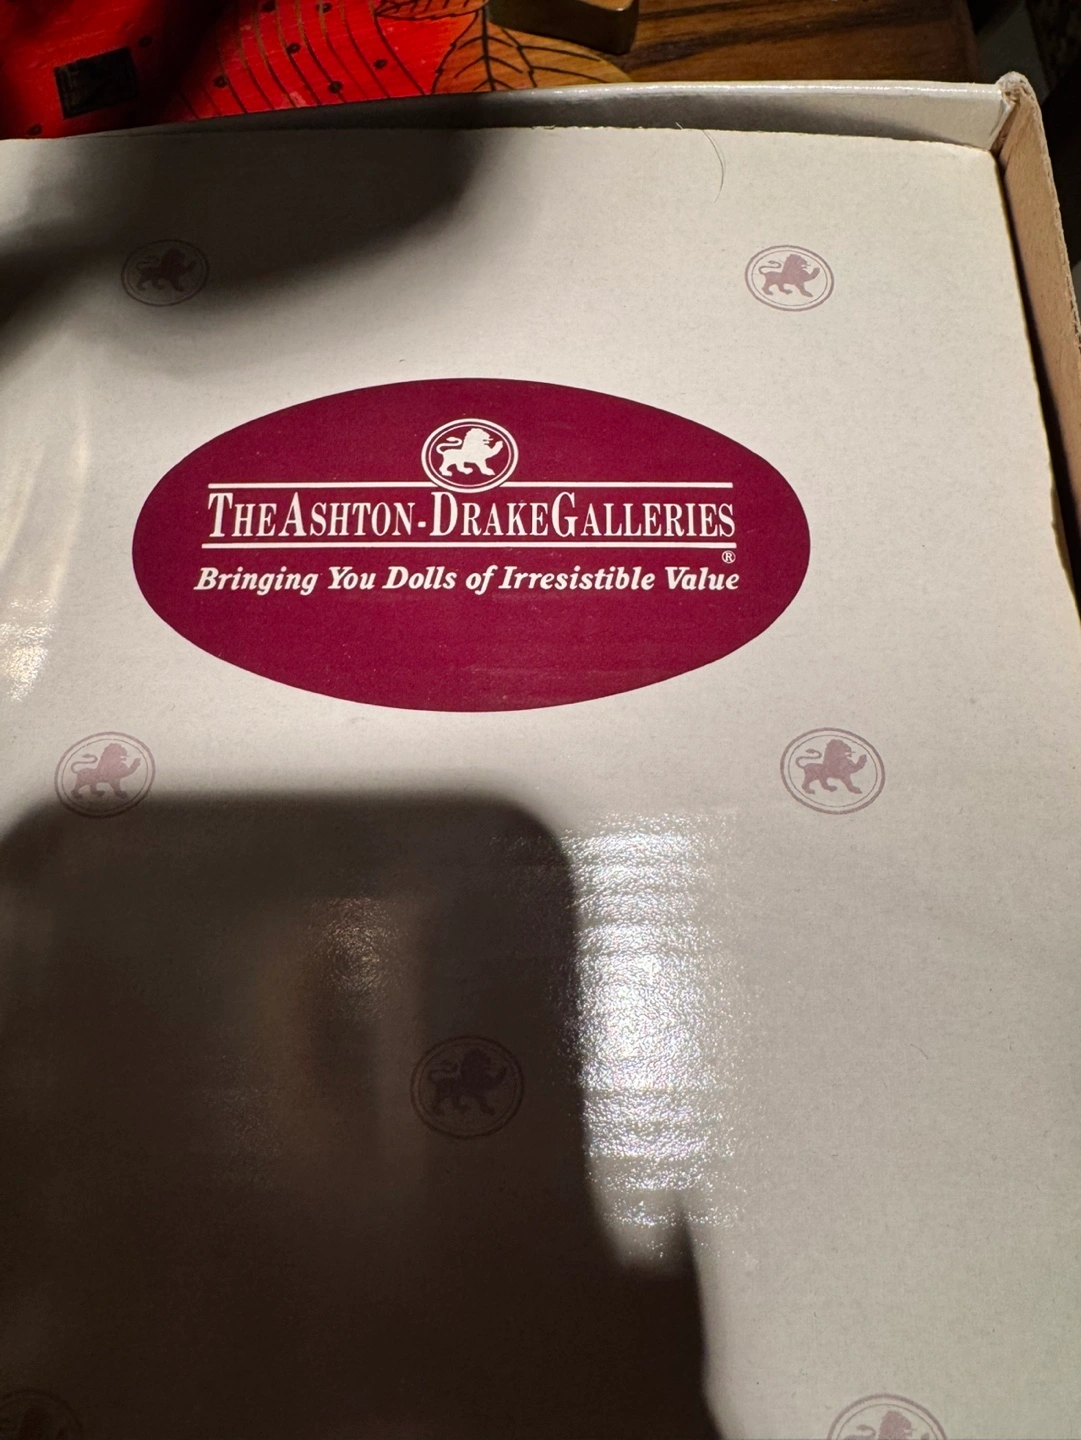 THE ASHTON-DRAKE GALLERIES
®
Bringing You Dolls of Irresistible Value